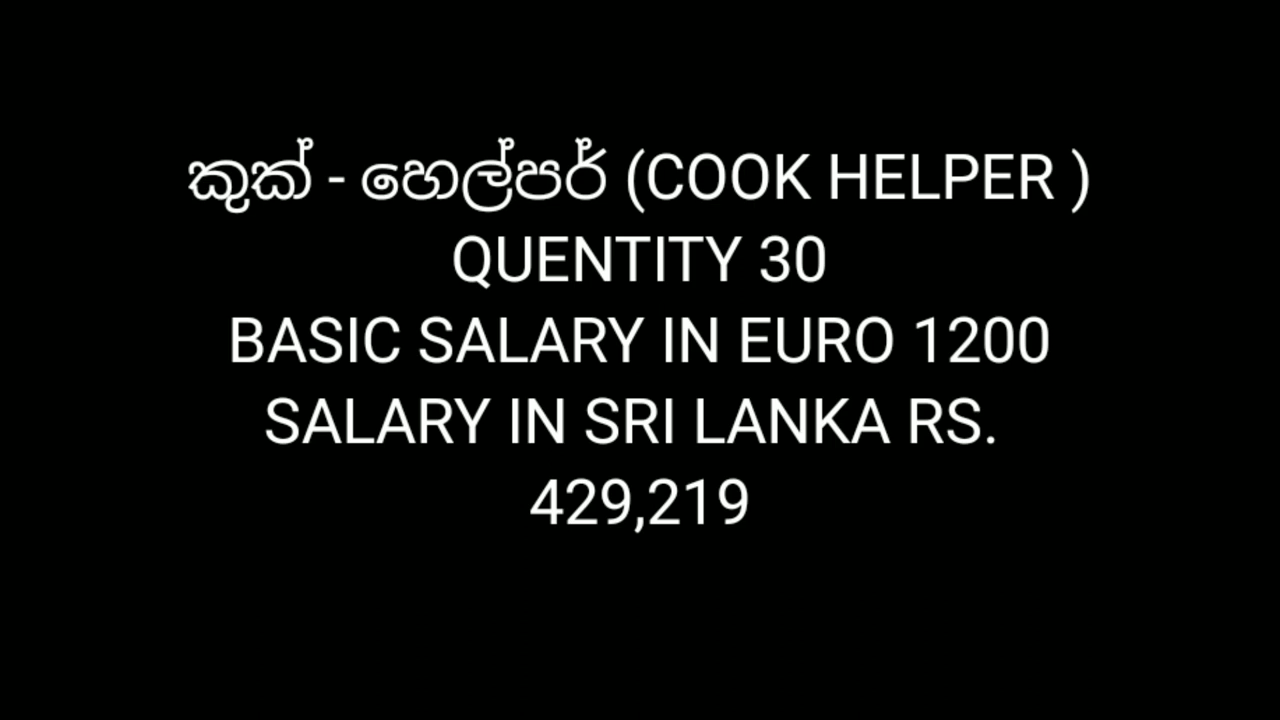 කුක් - හෙල්පර් (COOK HELPER )
QUENTITY 30
BASIC SALARY IN EURO 1200
SALARY IN SRI LANKA RS.
429,219